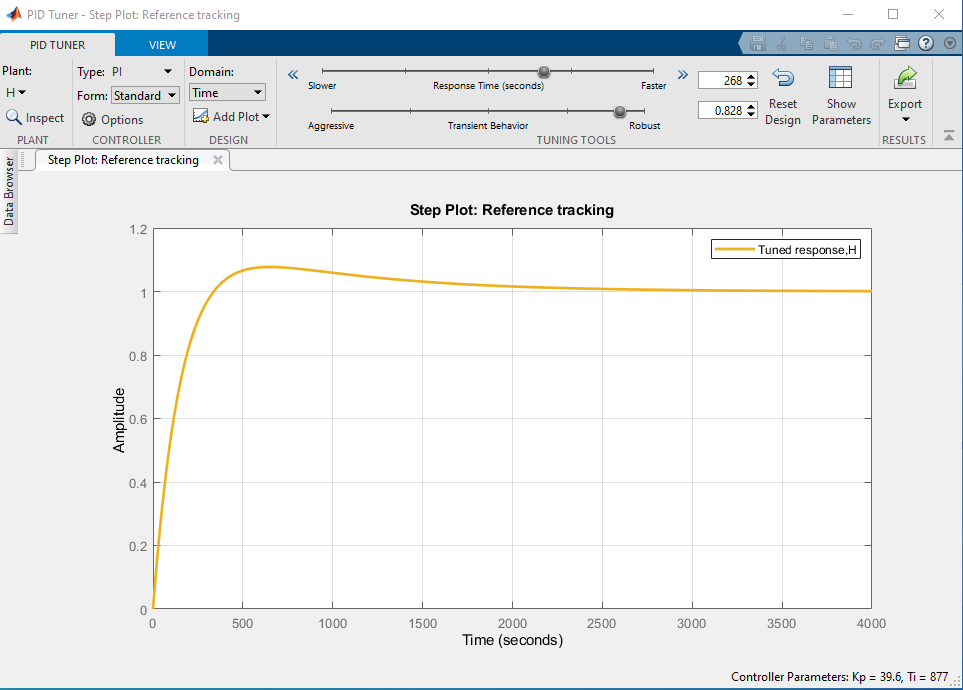 PID Tuner - Step Plot: Reference tracking
PID TUNER
VIEW
Plant:
H
Inspect
PLANT
Type: PI
Form: Standard
Options
CONTROLLER
Domain:
Time
Add Plot
DESIGN
Slower
Response Time (seconds)
Faster
268
Aggressive
Transient Behavior
Robust
0.828
TUNING TOOLS
Reset
Design
Show
Parameters
Export
RESULTS
Data Browser
Step Plot: Reference tracking
Step Plot: Reference tracking
Tuned response,H
Amplitude
1.2
1
0.8
0.6
0.4
0.2
0
0 500 1000 1500 2000 2500 3000 3500 4000
Time (seconds)
Controller Parameters: Kp = 39.6, Ti = 877